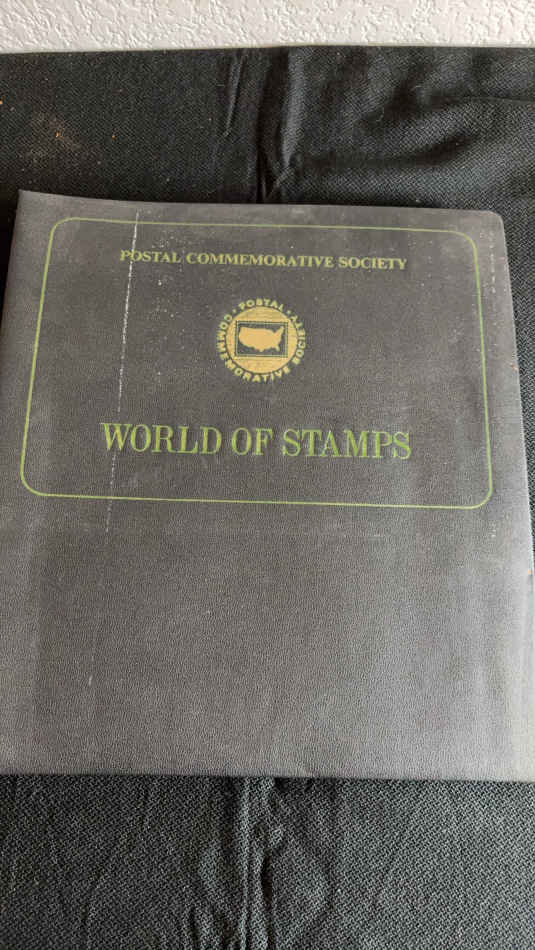 POSTAL COMMEMORATIVE SOCIETY
· POSTAL ·
COMMEMORATIVE SOCIETY
WORLD OF STAMPS